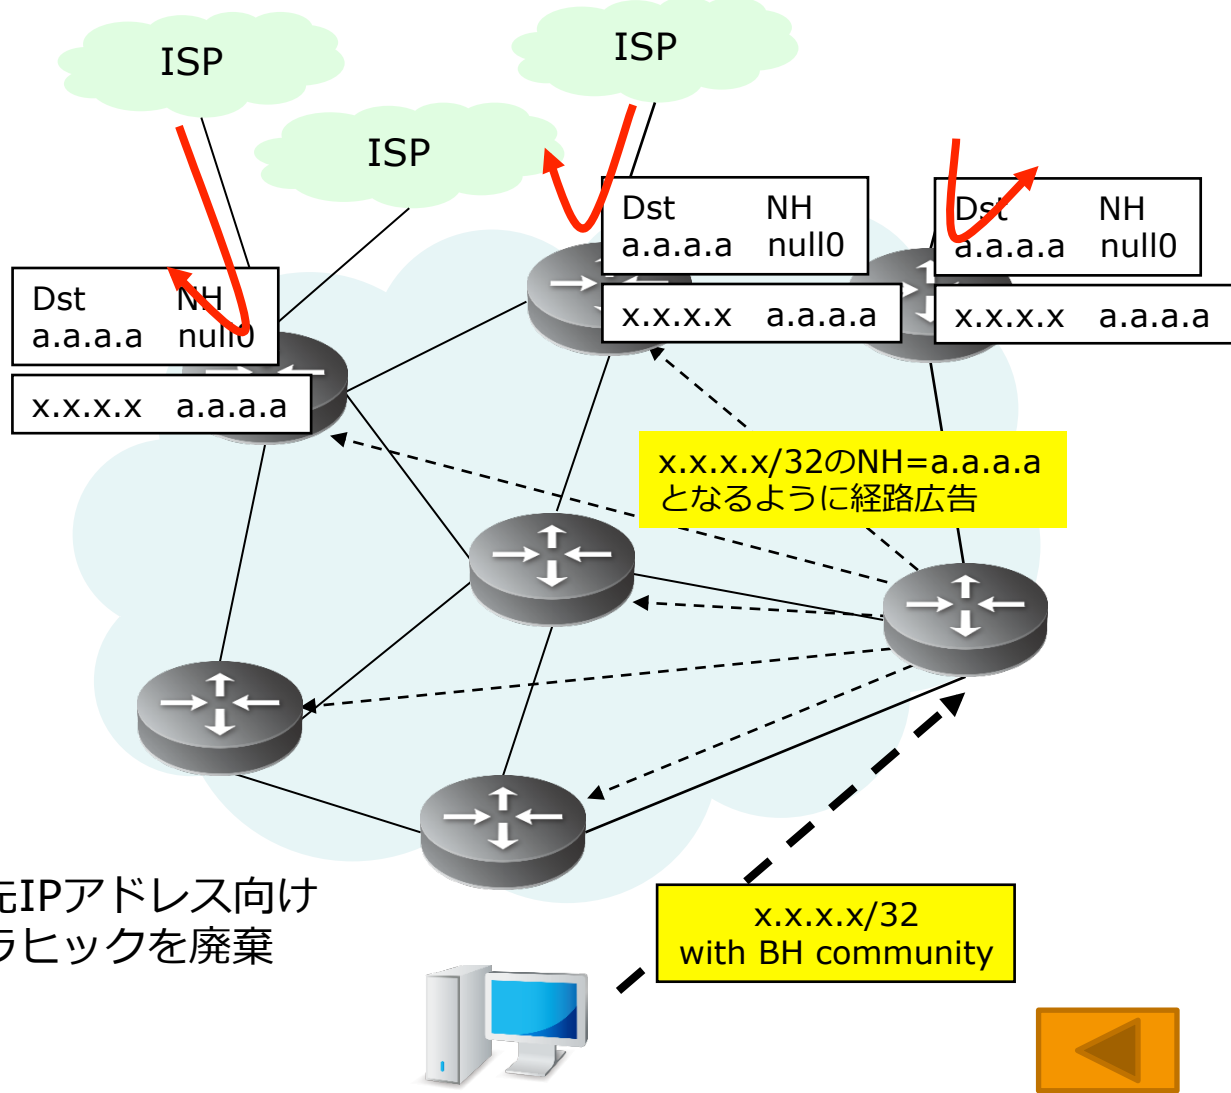 ISP
ISP
ISP
Dst NH
a.a.a.a null0
x.x.x.x a.a.a.a
Dst NH
a.a.a.a null0
x.x.x.x a.a.a.a
Dst NH
a.a.a.a null0
x.x.x.x a.a.a.a
x.x.x.x/32のNH=a.a.a.a
となるように経路広告
先IPアドレス向け
ラヒックを廃棄
x.x.x.x/32
with BH community